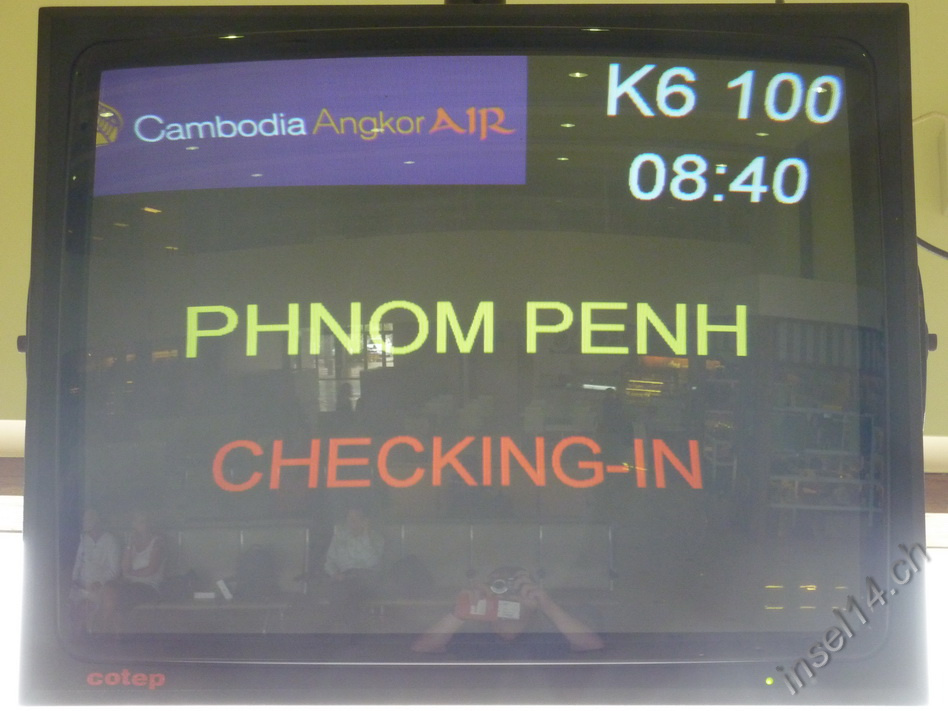 Cambodia Angkor AIR
K6 100
08:40
PHNOM PENH
CHECKING-IN
cotep
insel14.ch